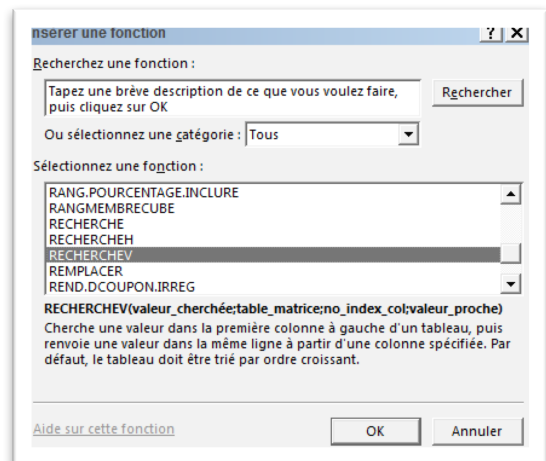 nsérer une fonction
Recherchez une fonction :
Tapez une brève description de ce que vous voulez faire,
puis cliquez sur OK
Rechercher
Ou sélectionnez une catégorie : Tous
Sélectionnez une fonction :
RANG.POURCENTAGE.INCLURE
RANGMEMBRECUBE
RECHERCHE
RECHERCHEH
RECHERCHEV
REMPLACER
REND.DCOUPON.IRREG
RECHERCHEV(valeur_cherchée;table_matrice;no_index_col;valeur_proche)
Cherche une valeur dans la première colonne à gauche d'un tableau, puis
renvoie une valeur dans la même ligne à partir d'une colonne spécifiée. Par
défaut, le tableau doit être trié par ordre croissant.
Aide sur cette fonction
OK
Annuler